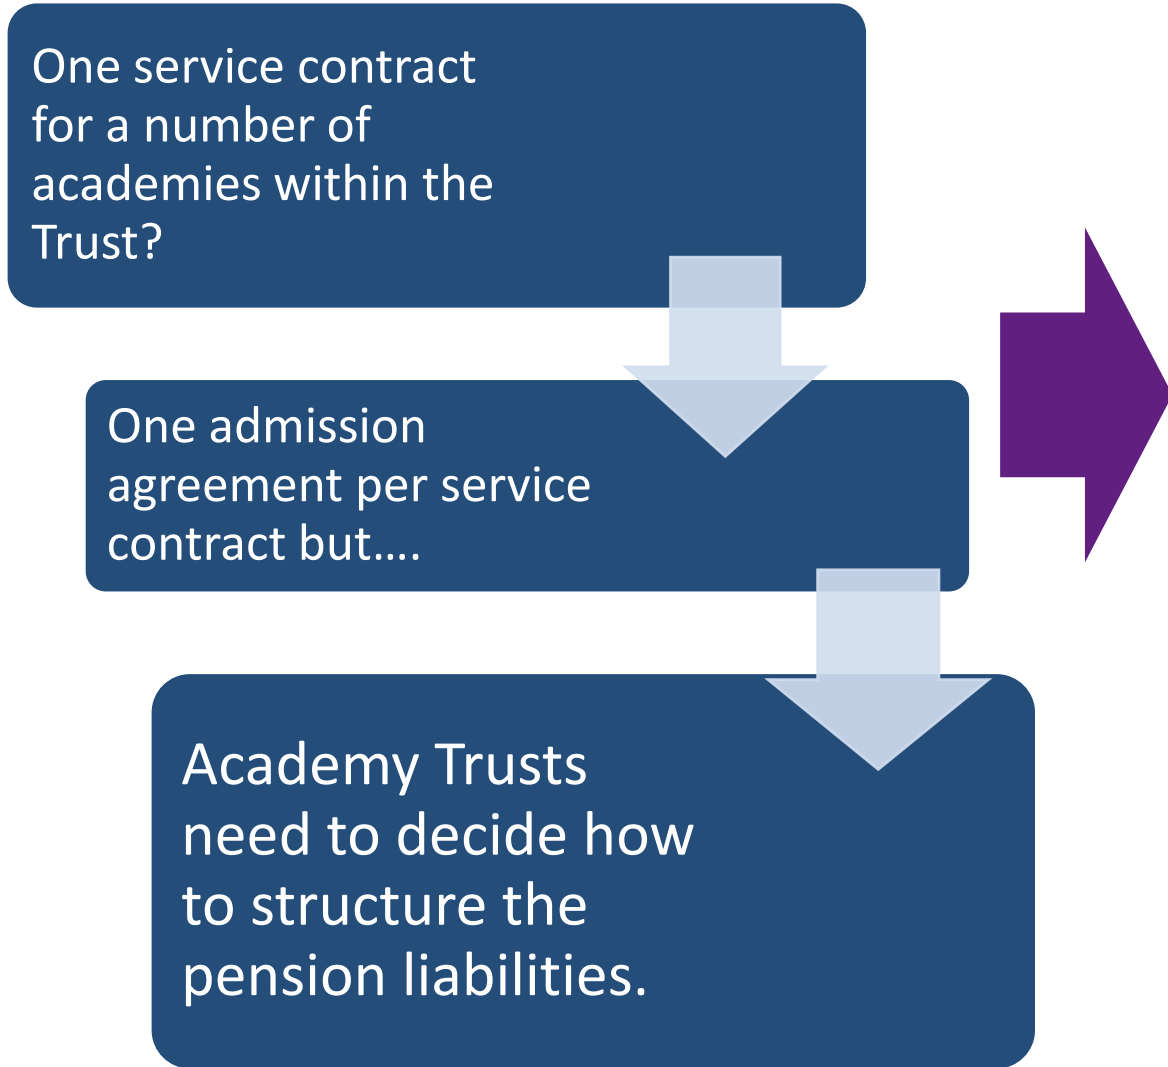 One service contract
for a number of
academies within the
Trust?
One admission
agreement per service
contract but....
Academy Trusts
need to decide how
to structure the
pension liabilities.